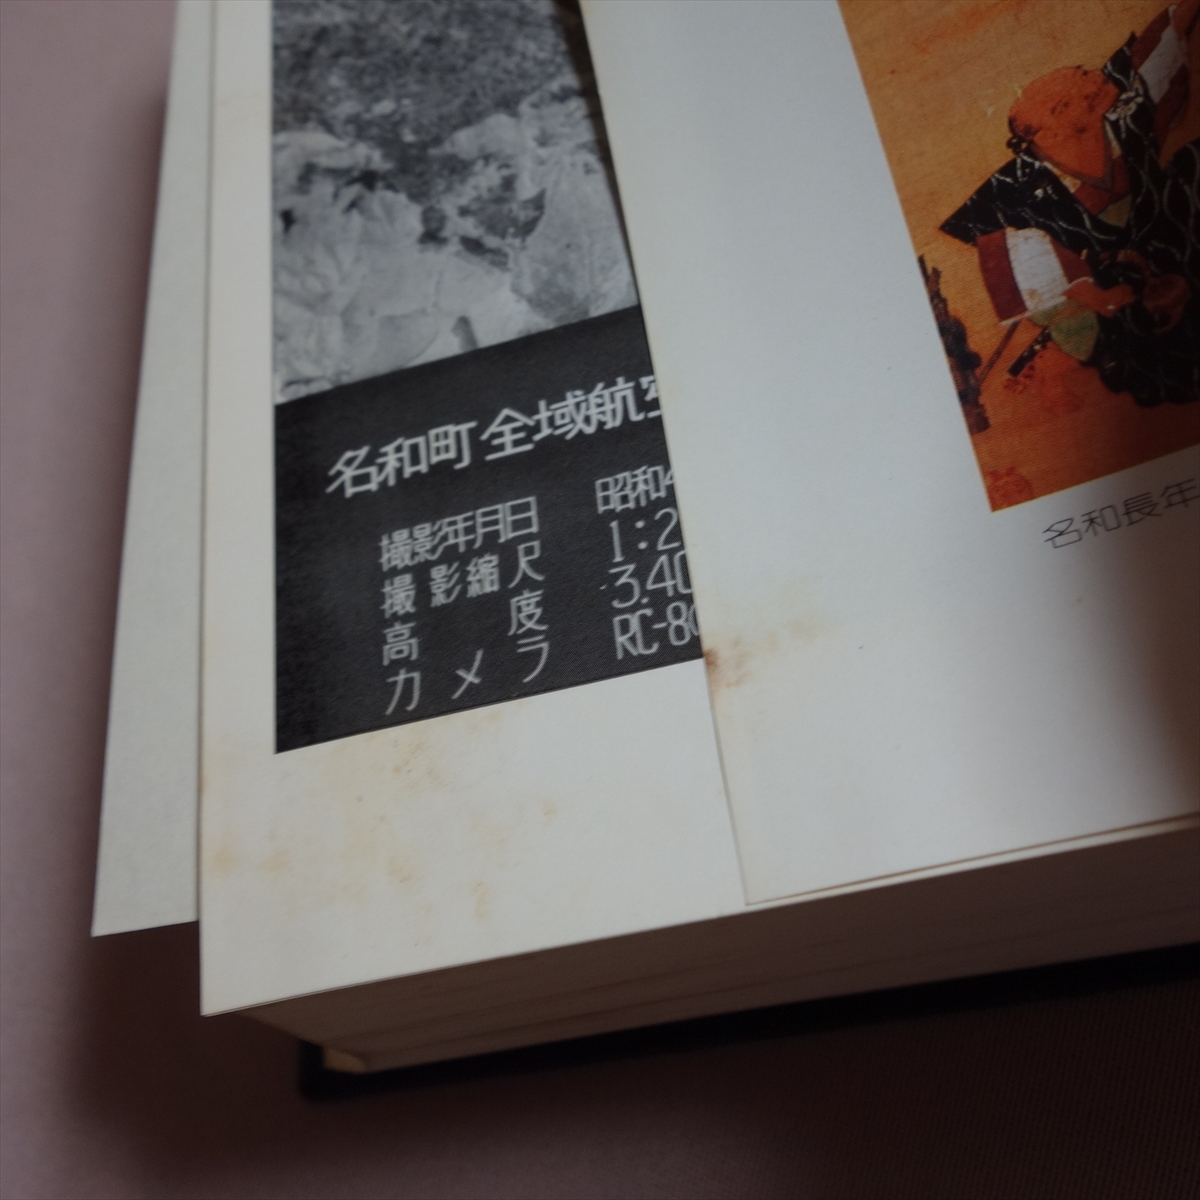 名和町 全域航空
撮影年月日 昭和4
撮影縮尺 1:2
高度 3.40
カメラ RC-8
名和長年